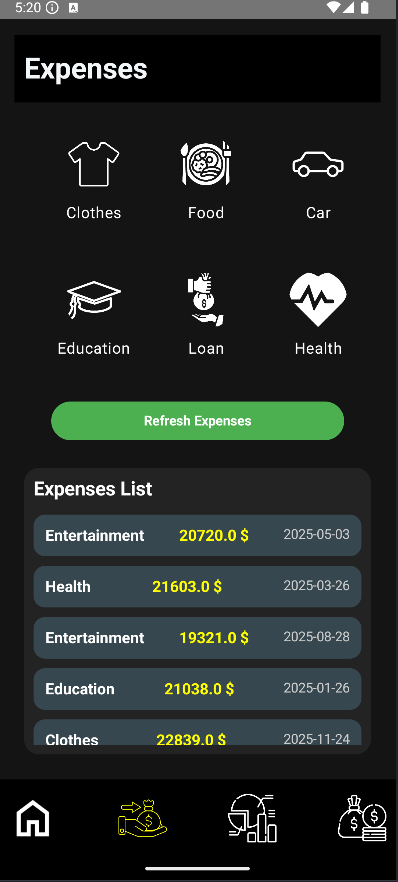 5:20
Expenses
Clothes Food Car
Education Loan Health
Refresh Expenses
Expenses List
Entertainment 20720.0 $ 2025-05-03
Health 21603.0 $ 2025-03-26
Entertainment 19321.0 $ 2025-08-28
Education 21038.0 $ 2025-01-26
Clothes 22839.0 $ 2025-11-24